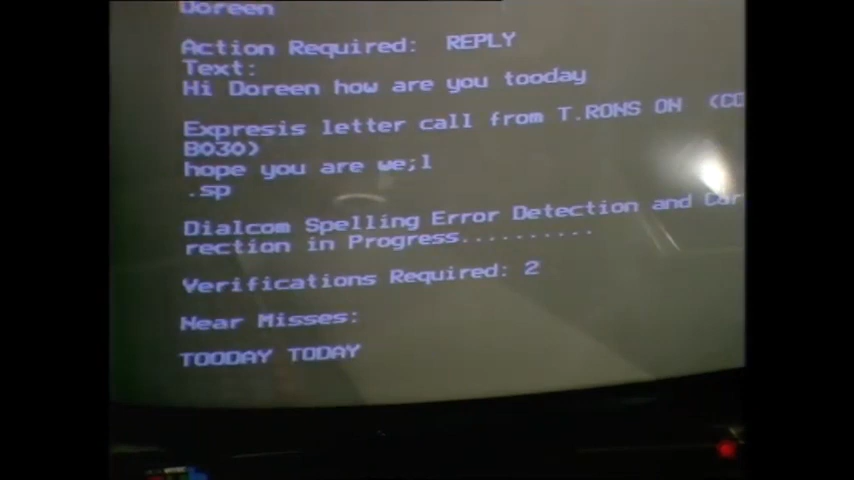 Doreen
Action Required: REPLY
Text:
Hi Doreen how are you tooday
Expresis letter call from T.RONS ON (CD
B030)
hope you are we;l
.sp
Dialcom Spelling Error Detection and Cor
rection in Progress..........
Verifications Required: 2
Near Misses:
TOODAY TODAY